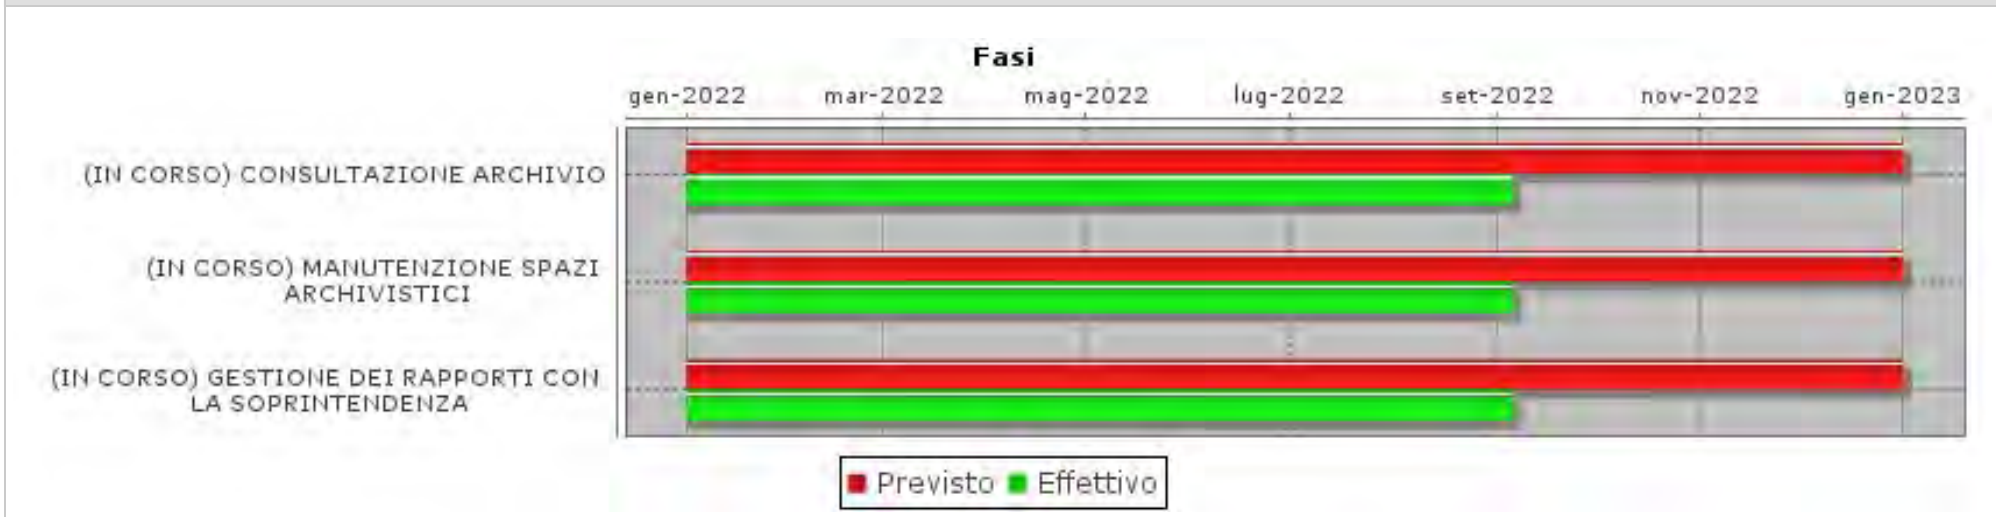 Fasi
gen-2022 mar-2022 mag-2022 lug-2022 set-2022 nov-2022 gen-2023
(IN CORSO) CONSULTAZIONE ARCHIVIO
(IN CORSO) MANUTENZIONE SPAZI
ARCHIVISTICI
(IN CORSO) GESTIONE DEI RAPPORTI CON
LA SOPRINTENDENZA
Previsto Effettivo